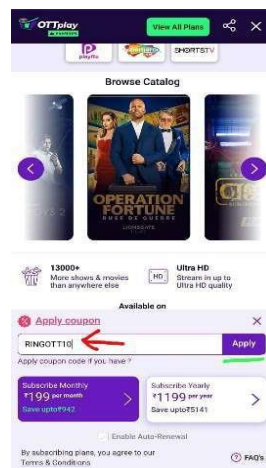 OTTplay
PREMIUM
View All Plans
playflix
SHORTSTV
Browse Catalog
OPERATION
FORTUNE
RUSE DE GUERRE
LIONSGATE
13000+
More shows & movies
than anywhere else
HD
Ultra HD
Stream in up to
Ultra HD quality
Available on
Apply coupon
RINGOTT10
Apply
Apply coupon code if you have ?
Subscribe Monthly
₹199 per month
Save upto₹942
Subscribe Yearly
₹1199 per year
Save upto₹5141
Enable Auto-Renewal
By subscribing plans, you agree to our
Terms & Conditions
FAQ's